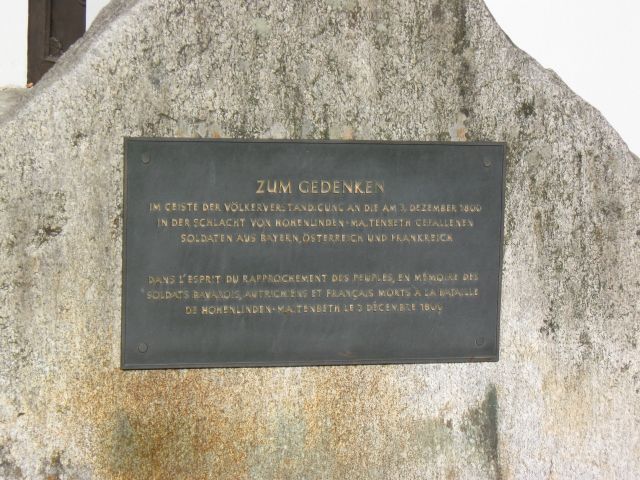 ZUM GEDENKEN
IM GEISTE DER VÖLKERVERSTÄNDIGUNG AN DIE AM 3. DEZEMBER 1800
IN DER SCHLACHT VON HOHENLINDEN-MAITENBETH GEFALLENEN
SOLDATEN AUS BAYERN, ÖSTERREICH UND FRANKREICH
DANS L'ESPRIT DU RAPPROCHEMENT DES PEUPLES, EN MÉMOIRE DES
SOLDATS BAVAROIS, AUTRICHIENS ET FRANÇAIS MORTS À LA BATAILLE
DE HOHENLINDEN-MAITENBETH LE 3 DÉCEMBRE 1800